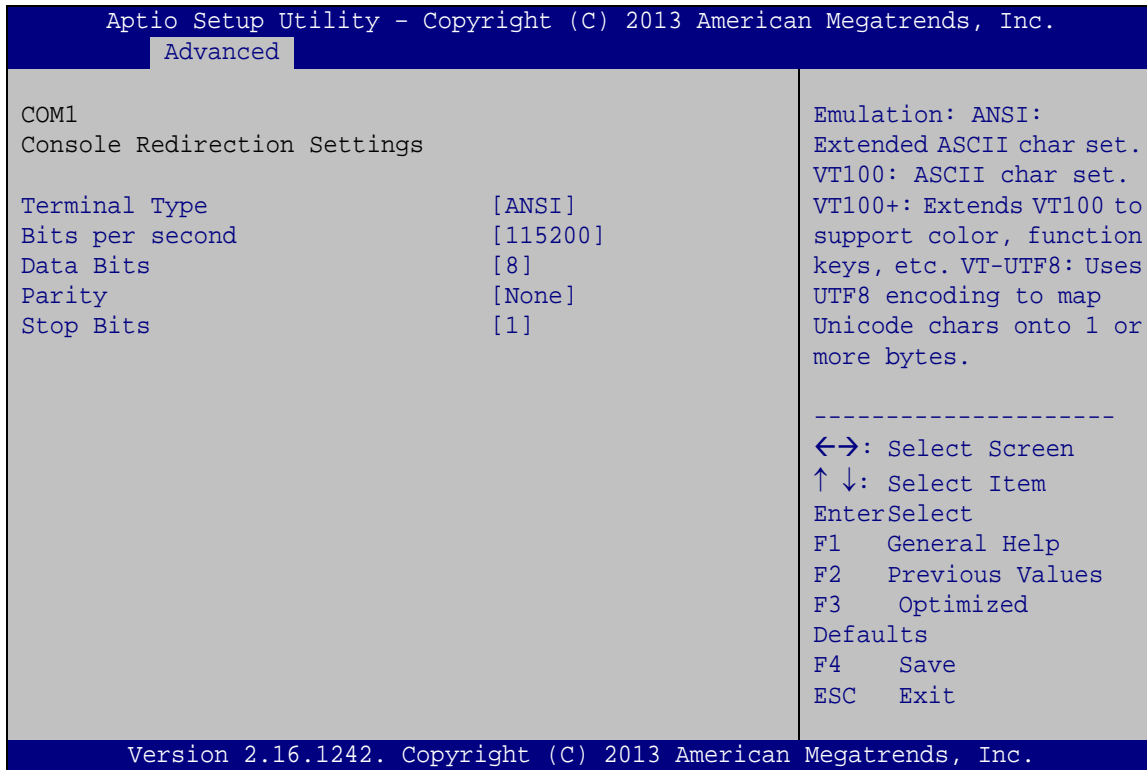 Aptio Setup Utility – Copyright (C) 2013 American Megatrends, Inc.
Advanced
COM1
Console Redirection Settings
Terminal Type [ANSI]
Bits per second [115200]
Data Bits [8]
Parity [None]
Stop Bits [1]
Emulation: ANSI:
Extended ASCII char set.
VT100: ASCII char set.
VT100+: Extends VT100 to
support color, function
keys, etc. VT-UTF8: Uses
UTF8 encoding to map
Unicode chars onto 1 or
more bytes.
---------------------
←→: Select Screen
↑ ↓: Select Item
EnterSelect
F1 General Help
F2 Previous Values
F3 Optimized
Defaults
F4 Save
ESC Exit
Version 2.16.1242. Copyright (C) 2013 American Megatrends, Inc.